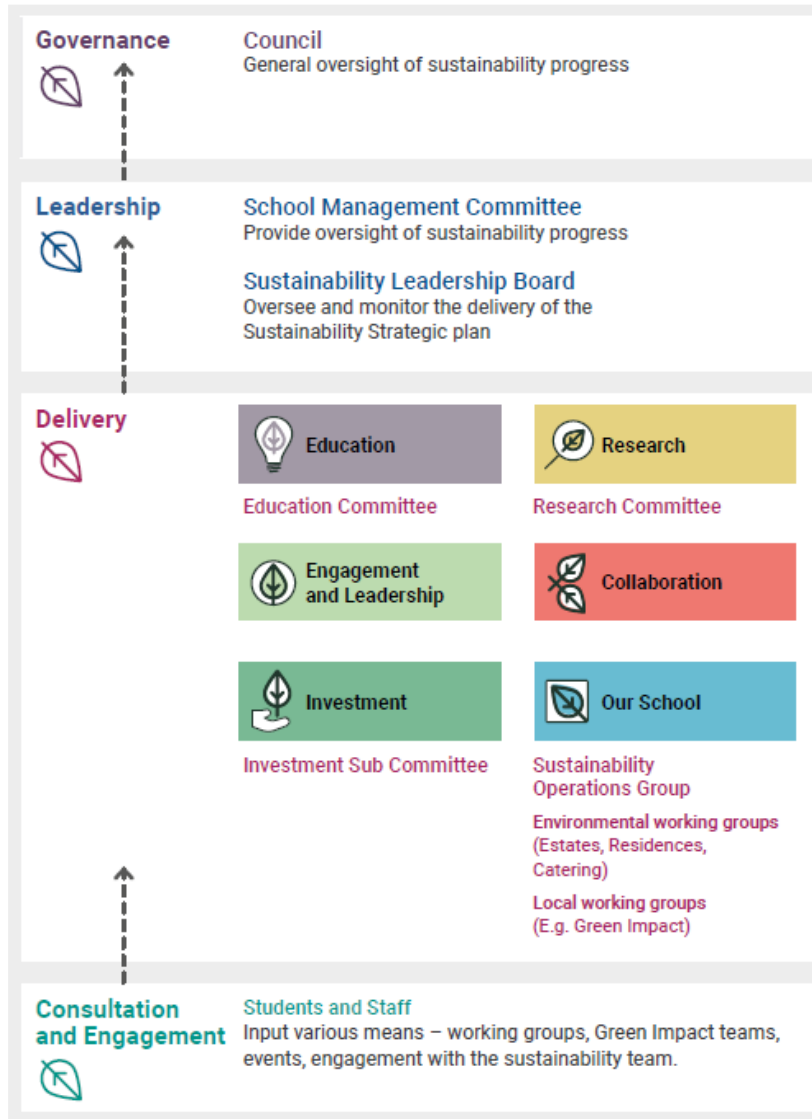 Governance
Council
General oversight of sustainability progress
Leadership
School Management Committee
Provide oversight of sustainability progress
Sustainability Leadership Board
Oversee and monitor the delivery of the
Sustainability Strategic plan
Delivery
Education
Research
Education Committee
Research Committee
Engagement
and Leadership
Collaboration
Investment
Our School
Investment Sub Committee
Sustainability
Operations Group
Environmental working groups
(Estates, Residences,
Catering)
Local working groups
(E.g. Green Impact)
Consultation
and Engagement
Students and Staff
Input various means – working groups, Green Impact teams,
events, engagement with the sustainability team.